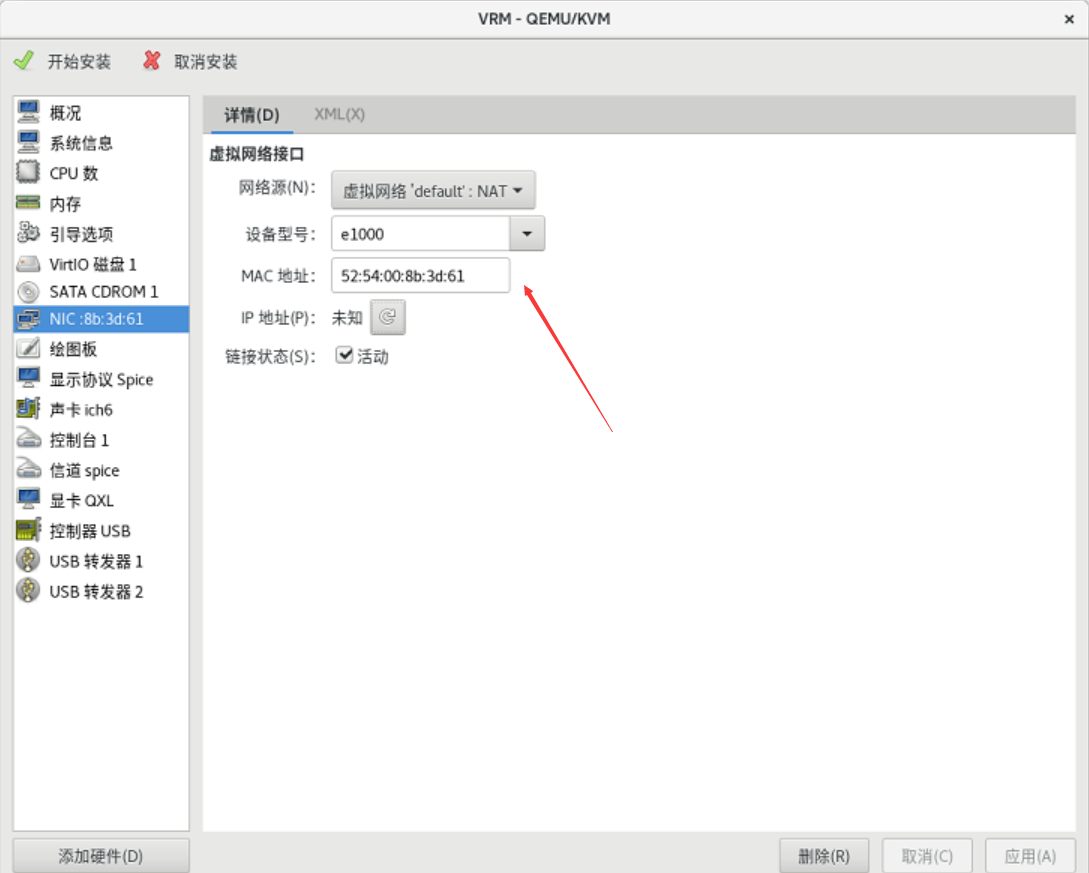 VRM - QEMU/KVM
开始安装 取消安装
概况
系统信息
CPU 数
内存
引导选项
VirtIO 磁盘 1
SATA CDROM 1
NIC :8b:3d:61
绘图板
显示协议 Spice
声卡 ich6
控制台 1
信道 spice
显卡 QXL
控制器 USB
USB 转发器 1
USB 转发器 2
添加硬件(D)
详情(D) XML(X)
虚拟网络接口
网络源(N)： 虚拟网络 'default' : NAT
设备型号： e1000
MAC 地址： 52:54:00:8b:3d:61
IP 地址(P)： 未知
链接状态(S)： 活动
删除(R) 取消(C) 应用(A)